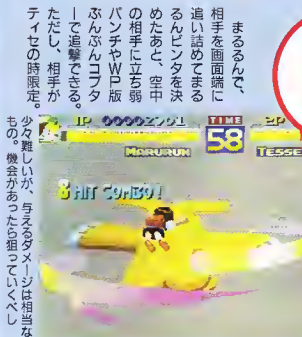 まるるんで、
相手を画面端に
追い詰めてまる
るんビンタを決
めたあと、空中
の相手に立ち弱
パンチやWP版
ぶんぶんコプタ
ーで追撃できる。
ただし、相手が
ティセの時限定。
1P 00002901 TIME 2P
58
MARURUN TESSE
8 HIT COMBO!
少々難しいが、与えるダメージは相当な
もの。機会があったら狙っていくべし